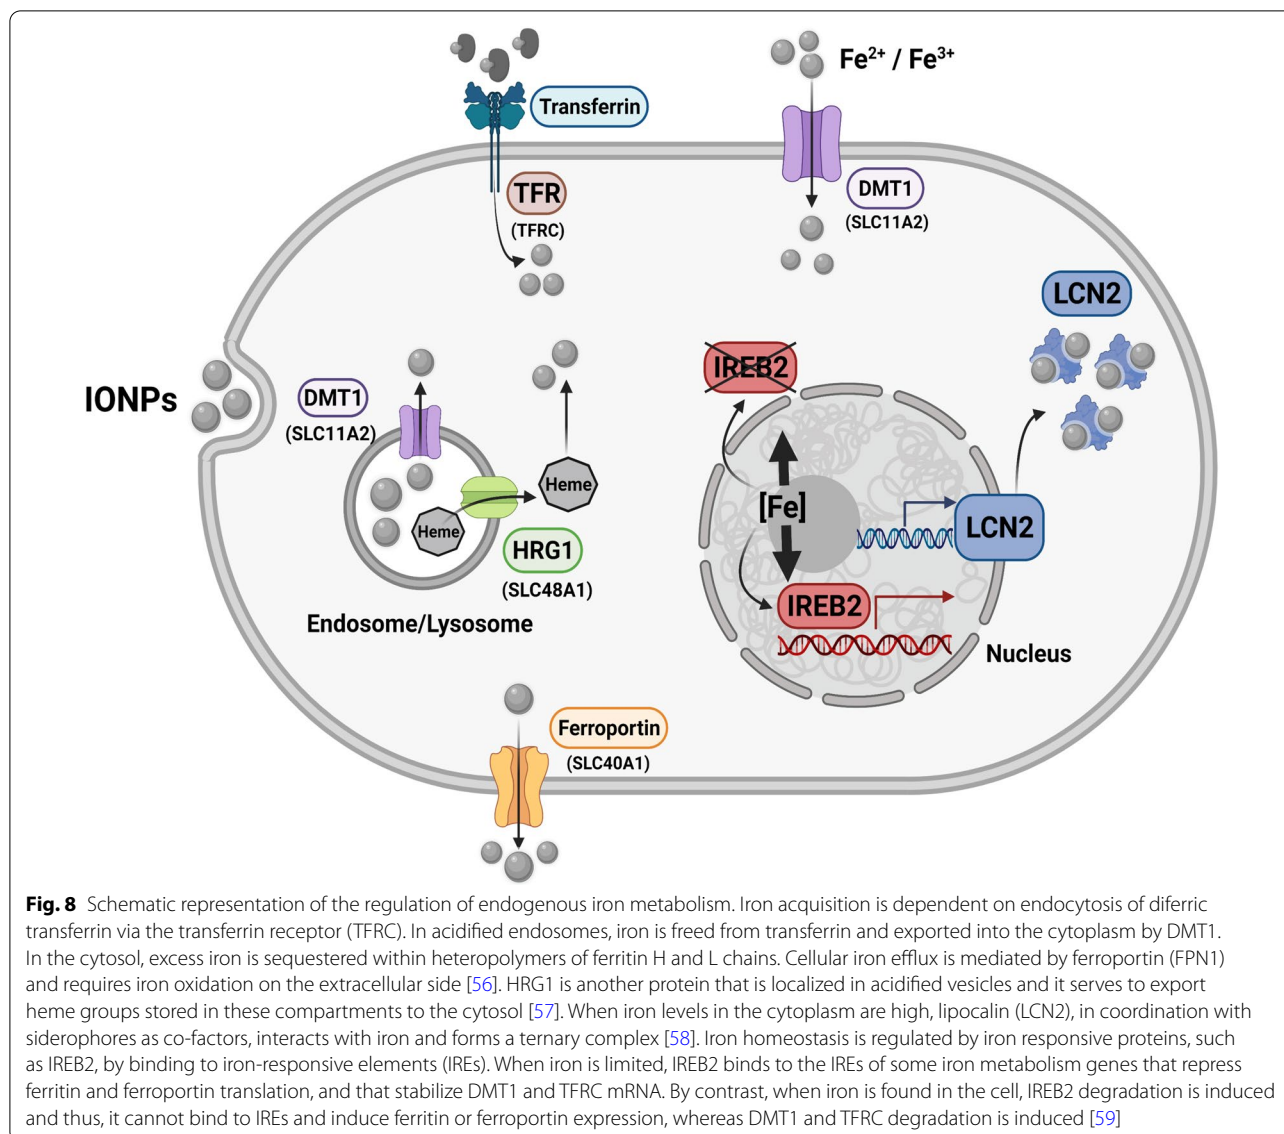 Fe2+ / Fe3+
Transferrin
TFR
(TFRC)
DMT1
(SLC11A2)
LCN2
IREB2
IONPs
DMT1
(SLC11A2)
Heme
Heme
[Fe]
LCN2
HRG1
(SLC48A1)
IREB2
Endosome/Lysosome
Nucleus
Ferroportin
(SLC40A1)
Fig. 8 Schematic representation of the regulation of endogenous iron metabolism. Iron acquisition is dependent on endocytosis of diferric
transferrin via the transferrin receptor (TFRC). In acidified endosomes, iron is freed from transferrin and exported into the cytoplasm by DMT1.
In the cytosol, excess iron is sequestered within heteropolymers of ferritin H and L chains. Cellular iron efflux is mediated by ferroportin (FPN1)
and requires iron oxidation on the extracellular side [56]. HRG1 is another protein that is localized in acidified vesicles and it serves to export
heme groups stored in these compartments to the cytosol [57]. When iron levels in the cytoplasm are high, lipocalin (LCN2), in coordination with
siderophores as co-factors, interacts with iron and forms a ternary complex [58]. Iron homeostasis is regulated by iron responsive proteins, such
as IREB2, by binding to iron-responsive elements (IREs). When iron is limited, IREB2 binds to the IREs of some iron metabolism genes that repress
ferritin and ferroportin translation, and that stabilize DMT1 and TFRC mRNA. By contrast, when iron is found in the cell, IREB2 degradation is induced
and thus, it cannot bind to IREs and induce ferritin or ferroportin expression, whereas DMT1 and TFRC degradation is induced [59]